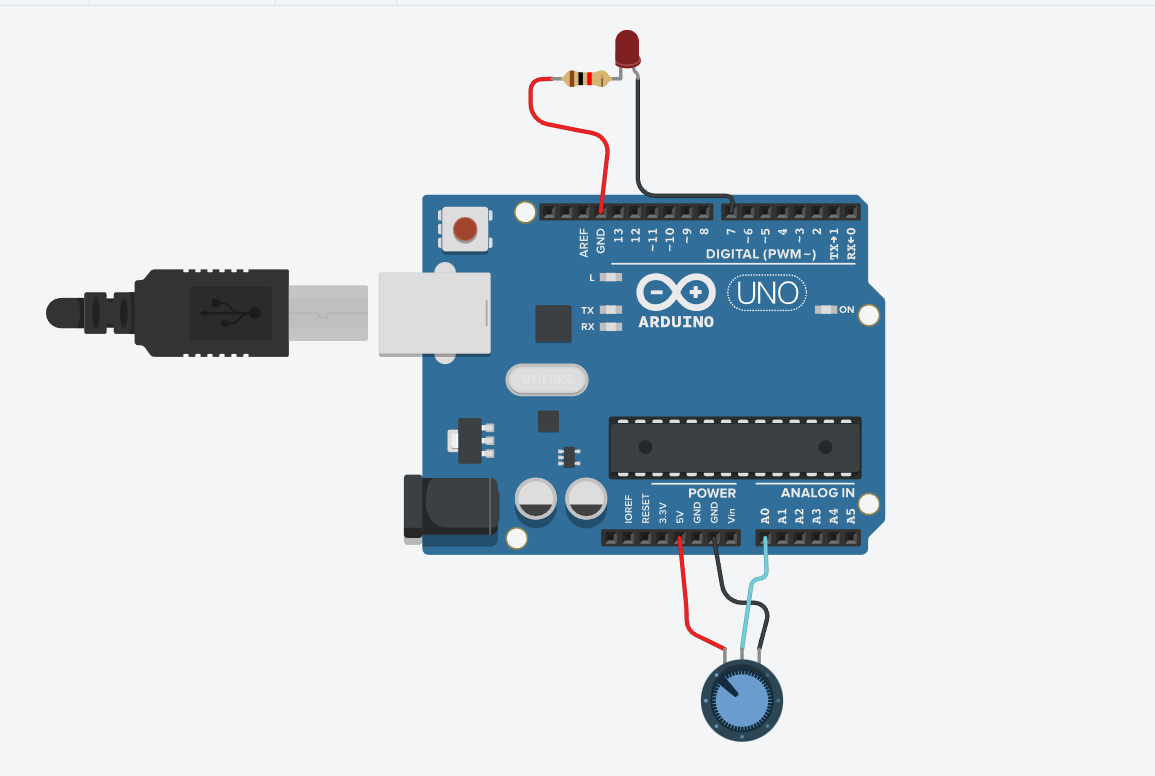 AREF
GND
13
12
~11
~10
~9
8
7
~6
~5
4
~3
2
TX→1
RX←0
DIGITAL (PWM~)
L
TX
RX
UNO
ON
ARDUINO
SPK16.000G
POWER
ANALOG IN
IOREF
RESET
3.3V
5V
GND
GND
Vin
A0
A1
A2
A3
A4
A5